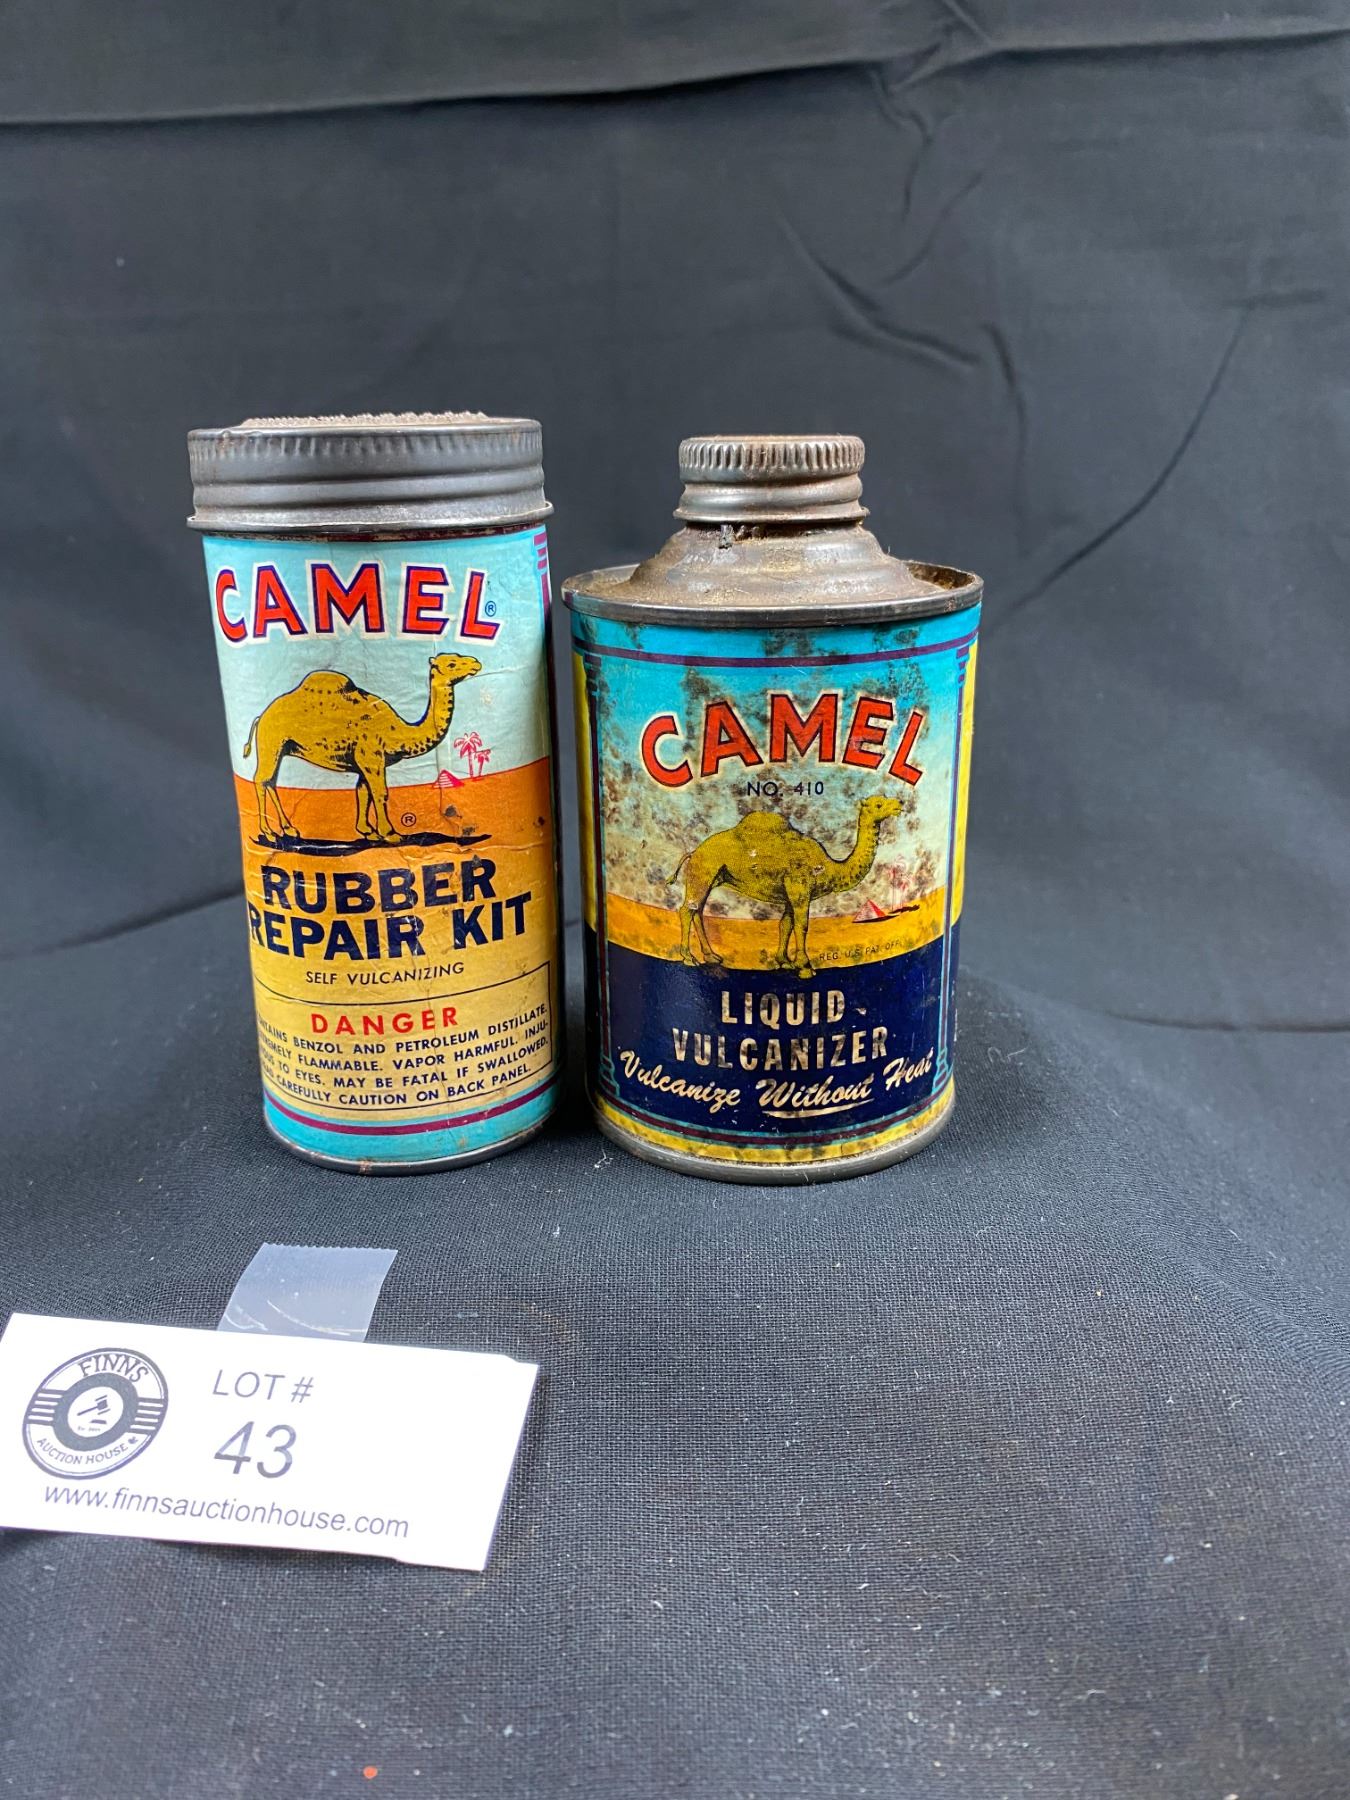 CAMEL®
®
RUBBER
REPAIR KIT
SELF VULCANIZING
DANGER
BENZOL AND PETROLEUM DISTILLATE.
FLAMMABLE. VAPOR HARMFUL. INJU-
TO EYES. MAY BE FATAL IF SWALLOWED.
CAREFULLY CAUTION ON BACK PANEL.
CAMEL
NO. 410
REG. U.S. PAT. OFF.
LIQUID
VULCANIZER
Vulcanize Without Heat
FINNS
AUCTION HOUSE
LOT #
43
www.finnsauctionhouse.com